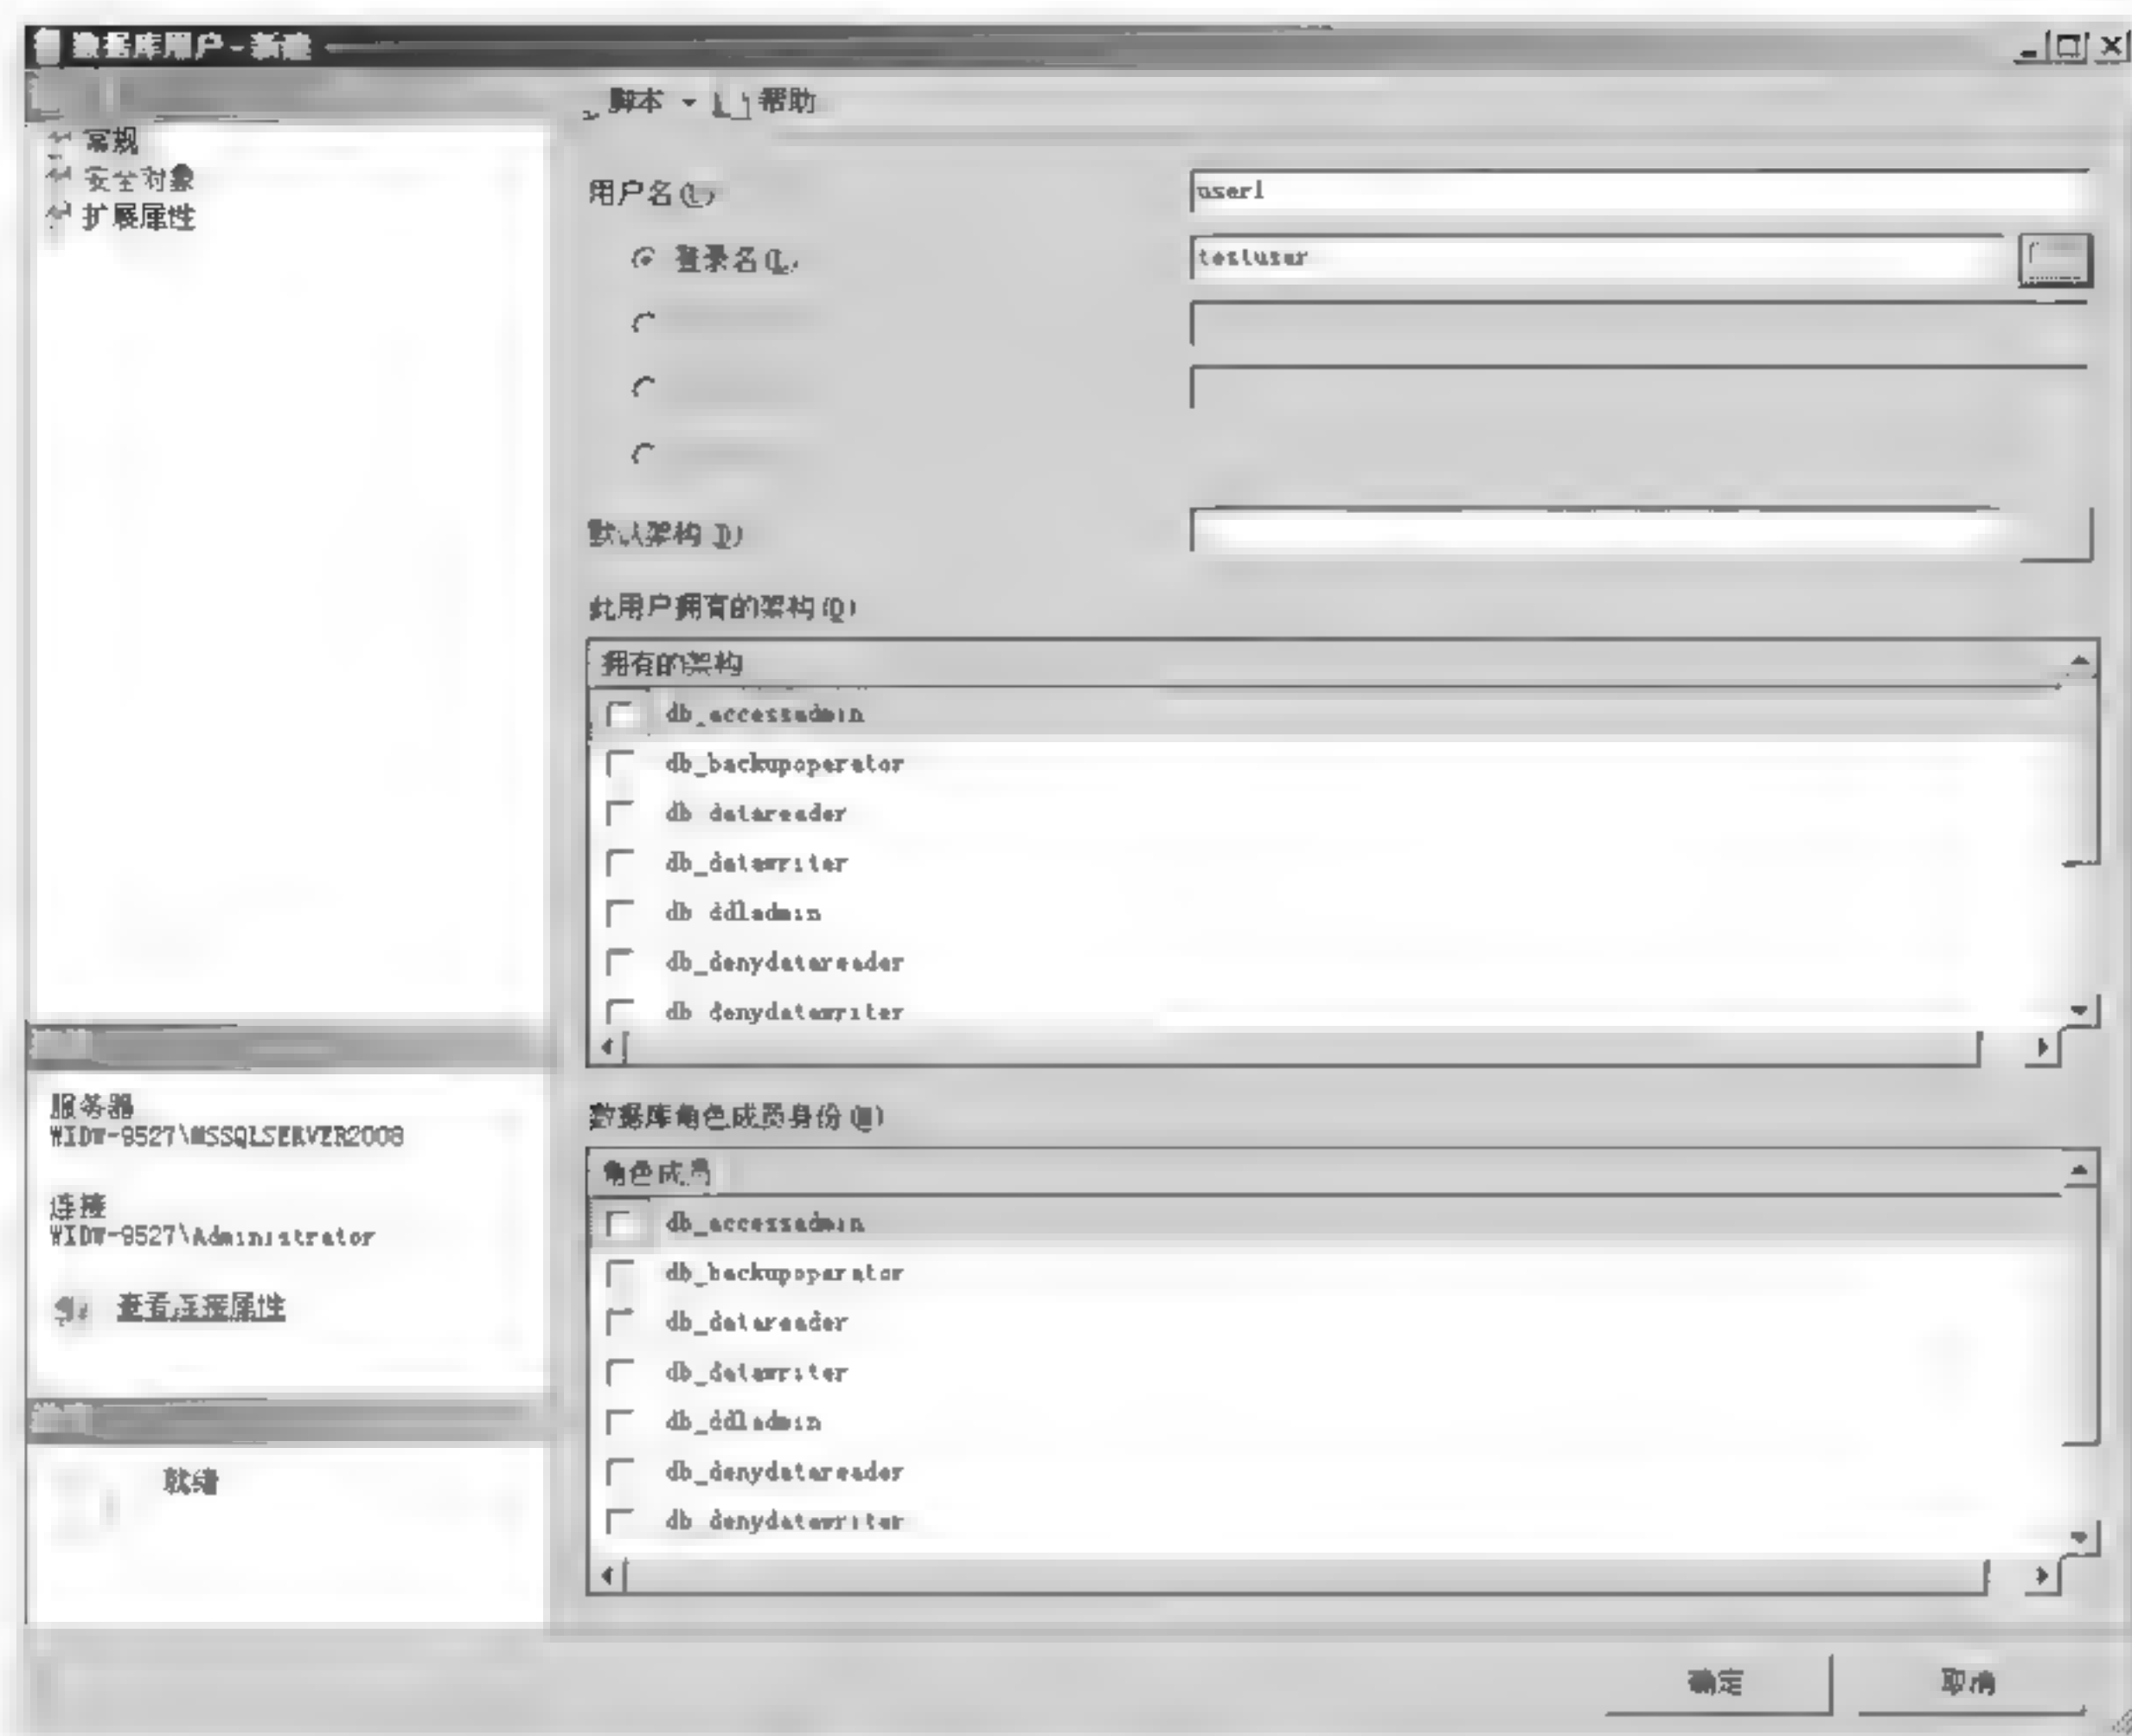 数据库用户 - 新建
脚本 帮助
常规
安全对象
扩展属性
用户名
user1
登录名(L)
testuser
默认架构(D)
此用户拥有的架构(O)
拥有的架构
db_accessadmin
db_backupoperator
db_datareader
db_datawriter
db_ddladmin
db_denydatareader
db_denydatawriter
服务器
WIDW-9527\MSSQLSERVER2008
连接
WIDW-9527\Administrator
查看连接属性
就绪
数据库角色成员身份(M)
角色成员
db_accessadmin
db_backupoperator
db_datareader
db_datawriter
db_ddladmin
db_denydatareader
db_denydatawriter
确定 取消